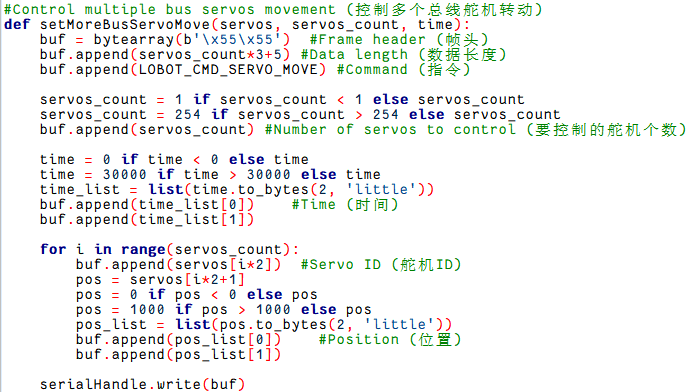 #Control multiple bus servos movement (控制多个总线舵机转动)
def setMoreBusServoMove(servos, servos_count, time):
    buf = bytearray(b'\x55\x55')  #Frame header (帧头)
    buf.append(servos_count*3+5) #Data length (数据长度)
    buf.append(LOBOT_CMD_SERVO_MOVE) #Command (指令)

    servos_count = 1 if servos_count < 1 else servos_count
    servos_count = 254 if servos_count > 254 else servos_count
    buf.append(servos_count) #Number of servos to control (要控制的舵机个数)

    time = 0 if time < 0 else time
    time = 30000 if time > 30000 else time
    time_list = list(time.to_bytes(2, 'little'))
    buf.append(time_list[0])    #Time (时间)
    buf.append(time_list[1])

    for i in range(servos_count):
        buf.append(servos[i*2])  #Servo ID (舵机ID)
        pos = servos[i*2+1]
        pos = 0 if pos < 0 else pos
        pos = 1000 if pos > 1000 else pos
        pos_list = list(pos.to_bytes(2, 'little'))
        buf.append(pos_list[0])    #Position (位置)
        buf.append(pos_list[1])

    serialHandle.write(buf)